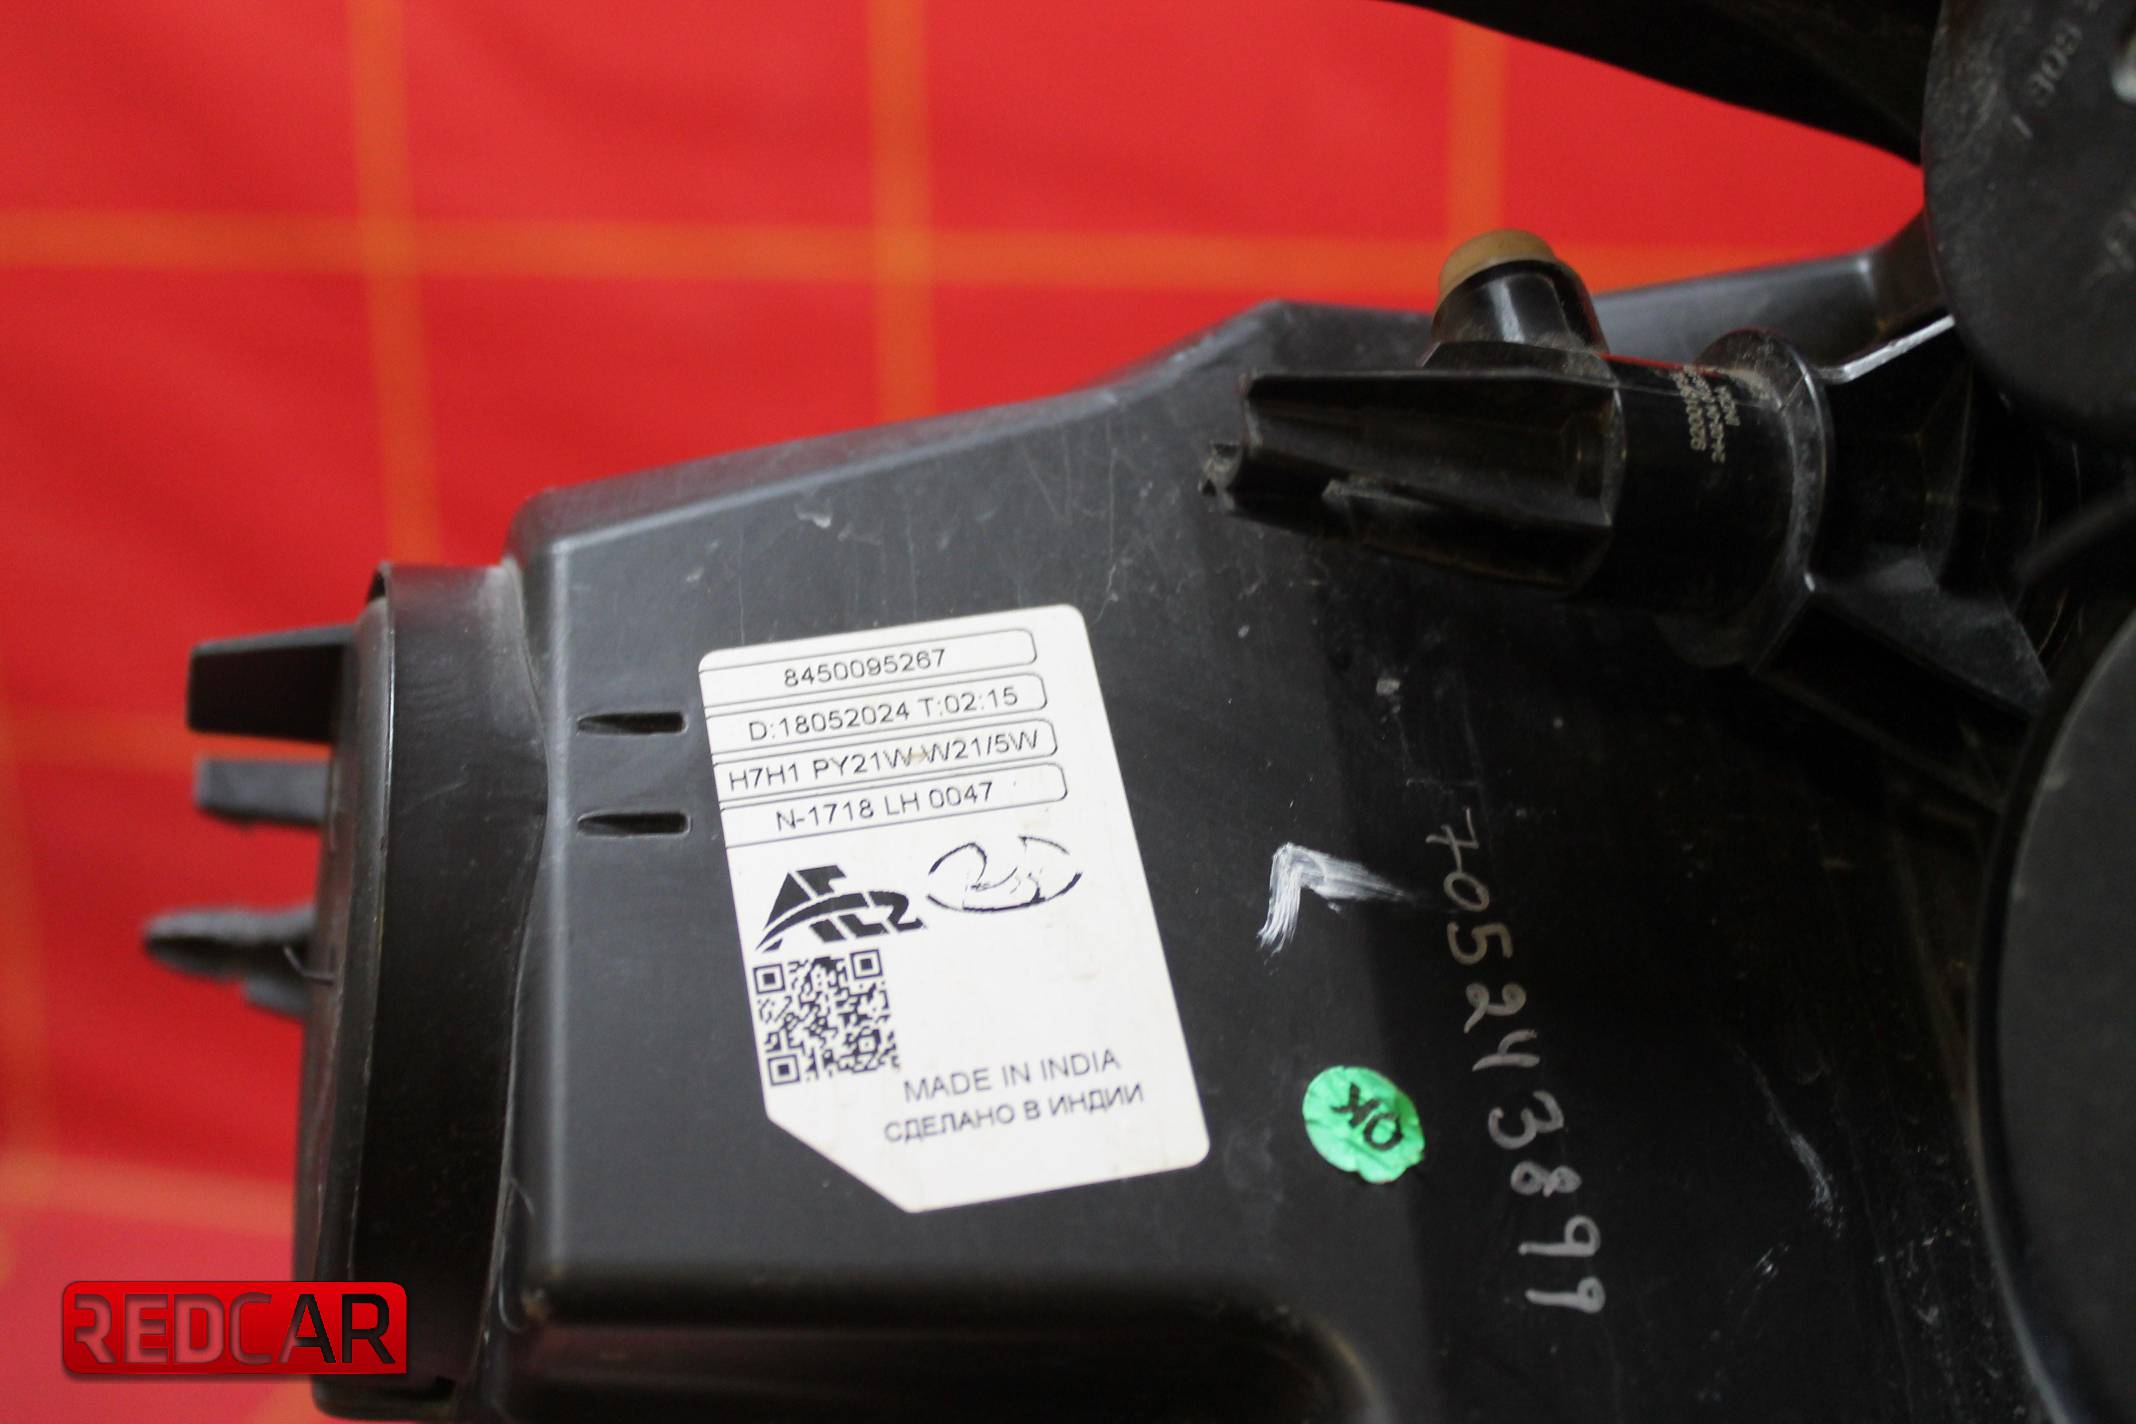 8450095267
D:18052024 T:02:15
H7H1 PY21W W21/5W
N-1718 LH 0047
MADE IN INDIA
СДЕЛАНО В ИНДИИ
OK
705243899
REDCAR